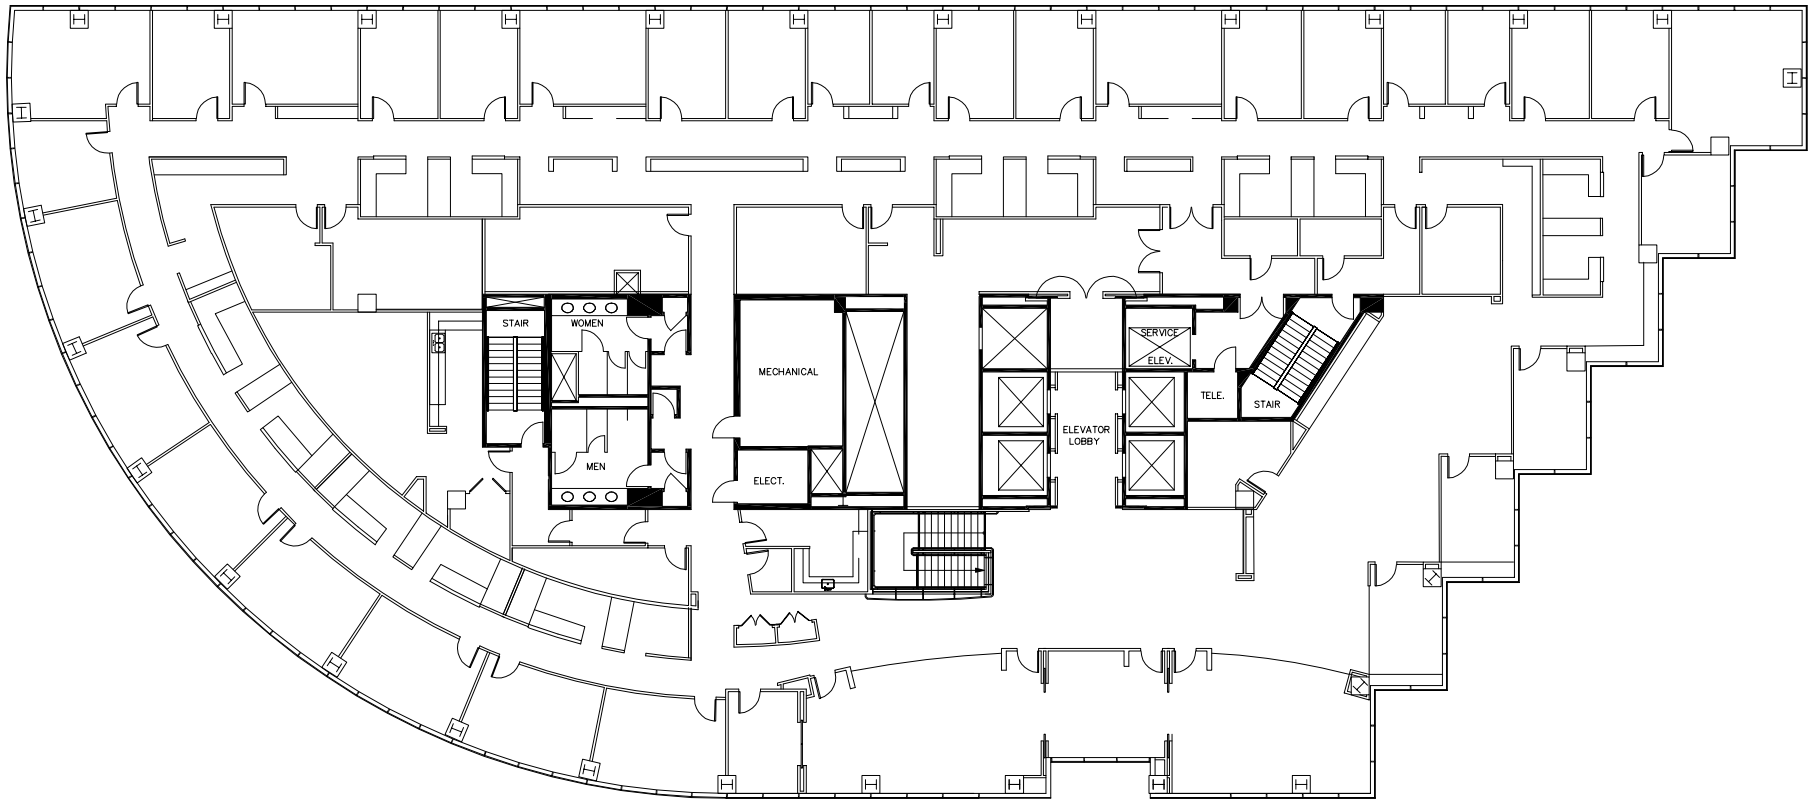 STAIR
WOMEN
SERVICE
ELEV.
MECHANICAL
TELE.
STAIR
ELEVATOR
LOBBY
MEN
ELECT.